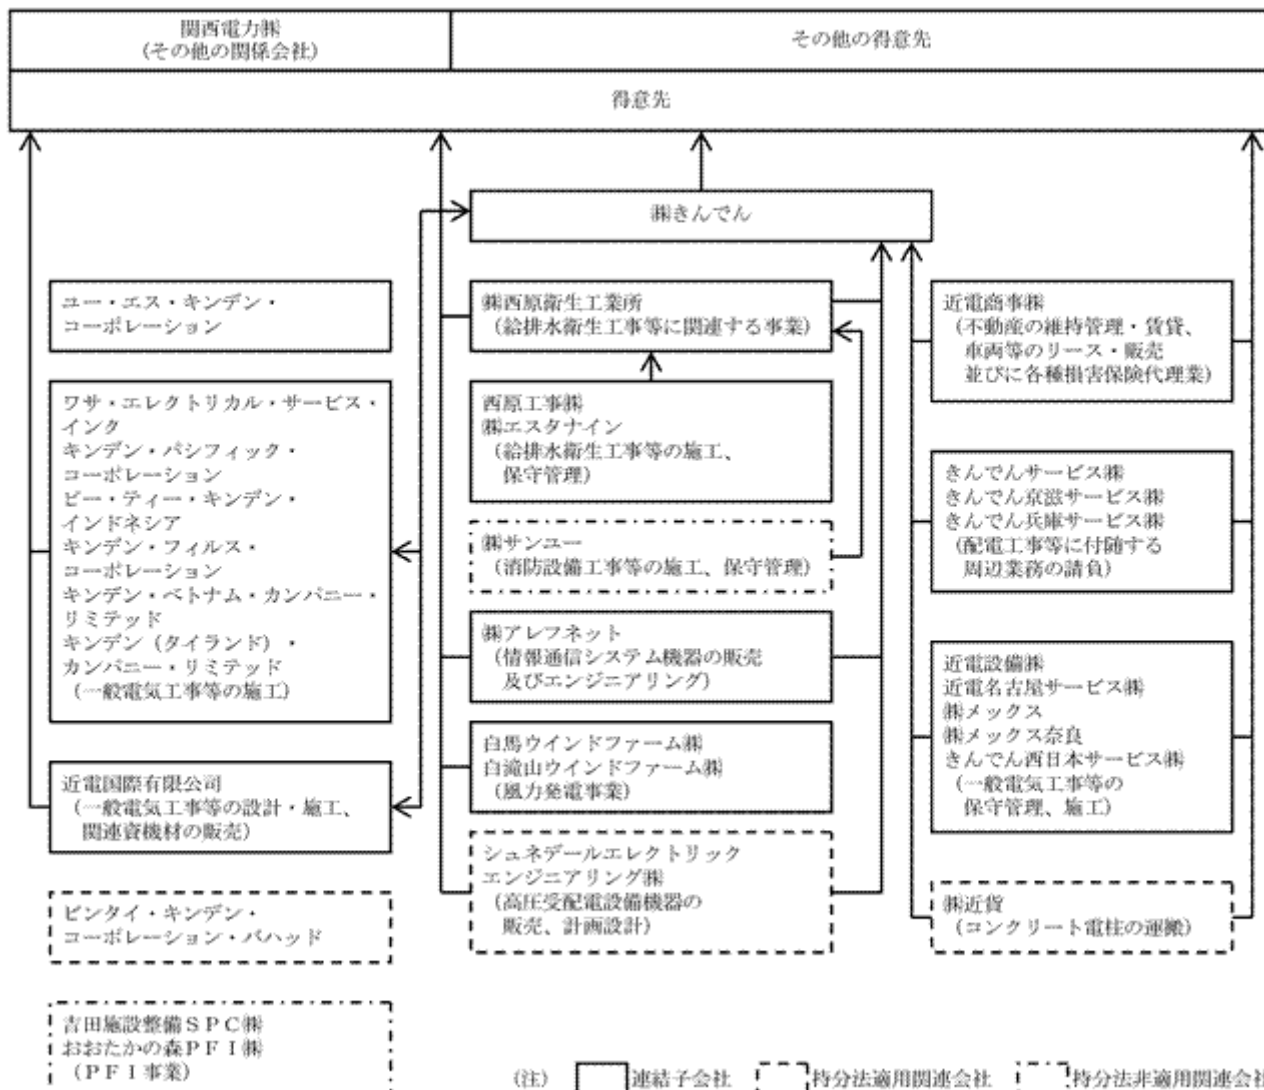 関西電力㈱
(その他の関係会社)
その他の得意先
得意先
㈱きんでん
ユー・エス・キンデン・
コーポレーション
ワサ・エレクトリカル・サービス・
インク
キンデン・パシフィック・
コーポレーション
ピー・ティー・キンデン・
インドネシア
キンデン・フィルス・
コーポレーション
キンデン・ベトナム・カンパニー・
リミテッド
キンデン(タイランド)・
カンパニー・リミテッド
(一般電気工事等の施工)
近電国際有限公司
(一般電気工事等の設計・施工、
関連資機材の販売)
ビンタイ・キンデン・
コーポレーション・バハッド
吉田施設整備SPC㈱
おおたかの森PFI㈱
(PFI事業)
㈱西原衛生工業所
(給排水衛生工事等に関連する事業)
西原工事㈱
㈱エスタナイン
(給排水衛生工事等の施工、
保守管理)
㈱サンユー
(消防設備工事等の施工、保守管理)
㈱アレフネット
(情報通信システム機器の販売
及びエンジニアリング)
白馬ウインドファーム㈱
白滝山ウインドファーム㈱
(風力発電事業)
シュネデールエレクトリック
エンジニアリング㈱
(高圧受配電設備機器の
販売、計画設計)
近電商事㈱
(不動産の維持管理・賃貸、
車両等のリース・販売
並びに各種損害保険代理業)
きんでんサービス㈱
きんでん京滋サービス㈱
きんでん兵庫サービス㈱
(配電工事等に付随する
周辺業務の請負)
近電設備㈱
近電名古屋サービス㈱
㈱メックス
㈱メックス奈良
きんでん西日本サービス㈱
(一般電気工事等の
保守管理、施工)
㈱近貨
(コンクリート電柱の運搬)
(注) 連結子会社 持分法適用関連会社 持分法非適用関連会社